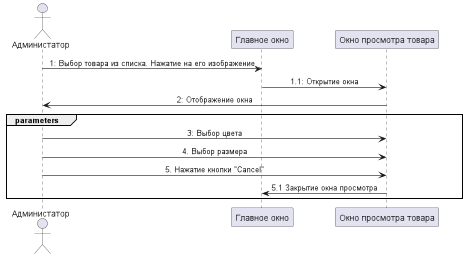 Администатор
Главное окно
Окно просмотра товара
1: Выбор товара из списка. Нажатие на его изображение
1.1: Открытие окна
2: Отображение окна
parameters
3: Выбор цвета
4. Выбор размера
5. Нажатие кнопки "Cancel"
5.1 Закрытие окна просмотра
Администатор
Главное окно
Окно просмотра товара